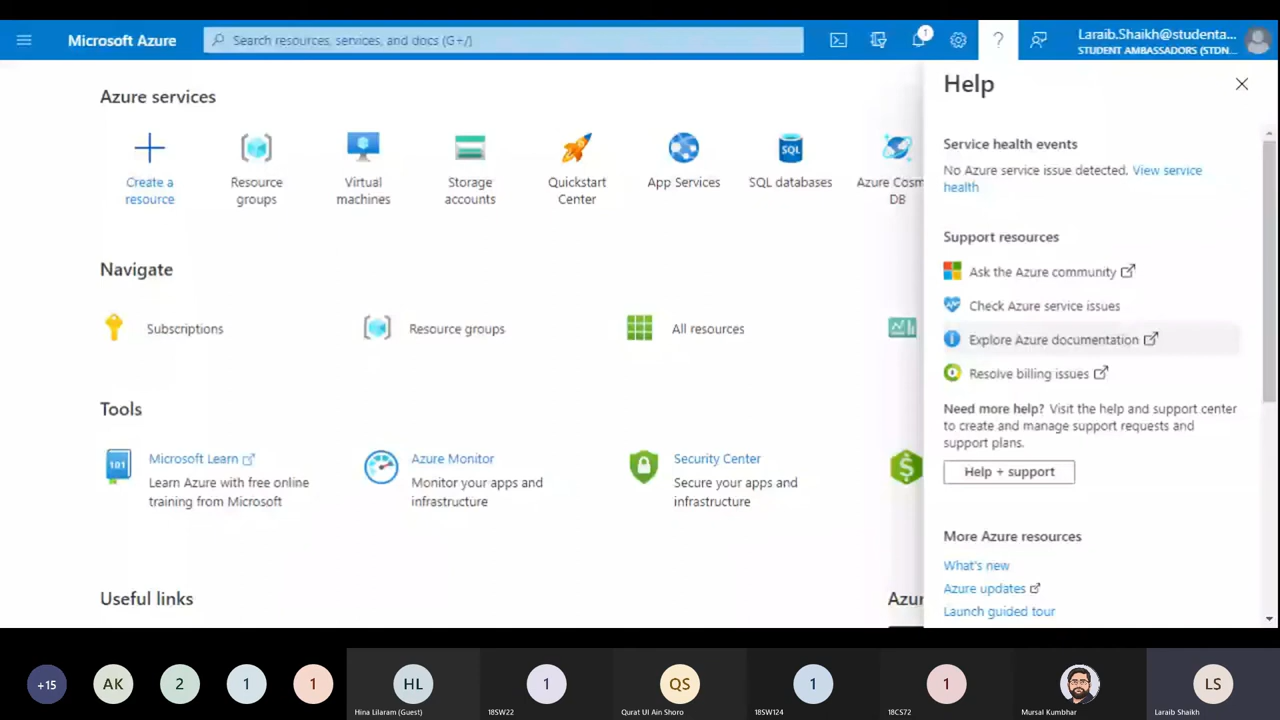 Microsoft Azure
Search resources, services, and docs (G+/)
1
Laraib.Shaikh@studenta...
STUDENT AMBASSADORS (STDN...
Azure services
Create a
resource
Resource
groups
Virtual
machines
Storage
accounts
Quickstart
Center
App Services
SQL
SQL databases
Azure Cosm
DB
Navigate
Subscriptions
Resource groups
All resources
Tools
101
Microsoft Learn
Learn Azure with free online
training from Microsoft
Azure Monitor
Monitor your apps and
infrastructure
Security Center
Secure your apps and
infrastructure
$
Useful links
Azur
?
Help
Service health events
No Azure service issue detected. View service
health
Support resources
Ask the Azure community
Check Azure service issues
Explore Azure documentation
Resolve billing issues
Need more help? Visit the help and support center
to create and manage support requests and
support plans.
Help + support
More Azure resources
What's new
Azure updates
Launch guided tour
+15
AK
2
1
1
HL
Hina Lilaram (Guest)
1
18SW22
QS
Qurat Ul Ain Shoro
1
18SW124
1
18CS72
Mursal Kumbhar
LS
Laraib Shaikh